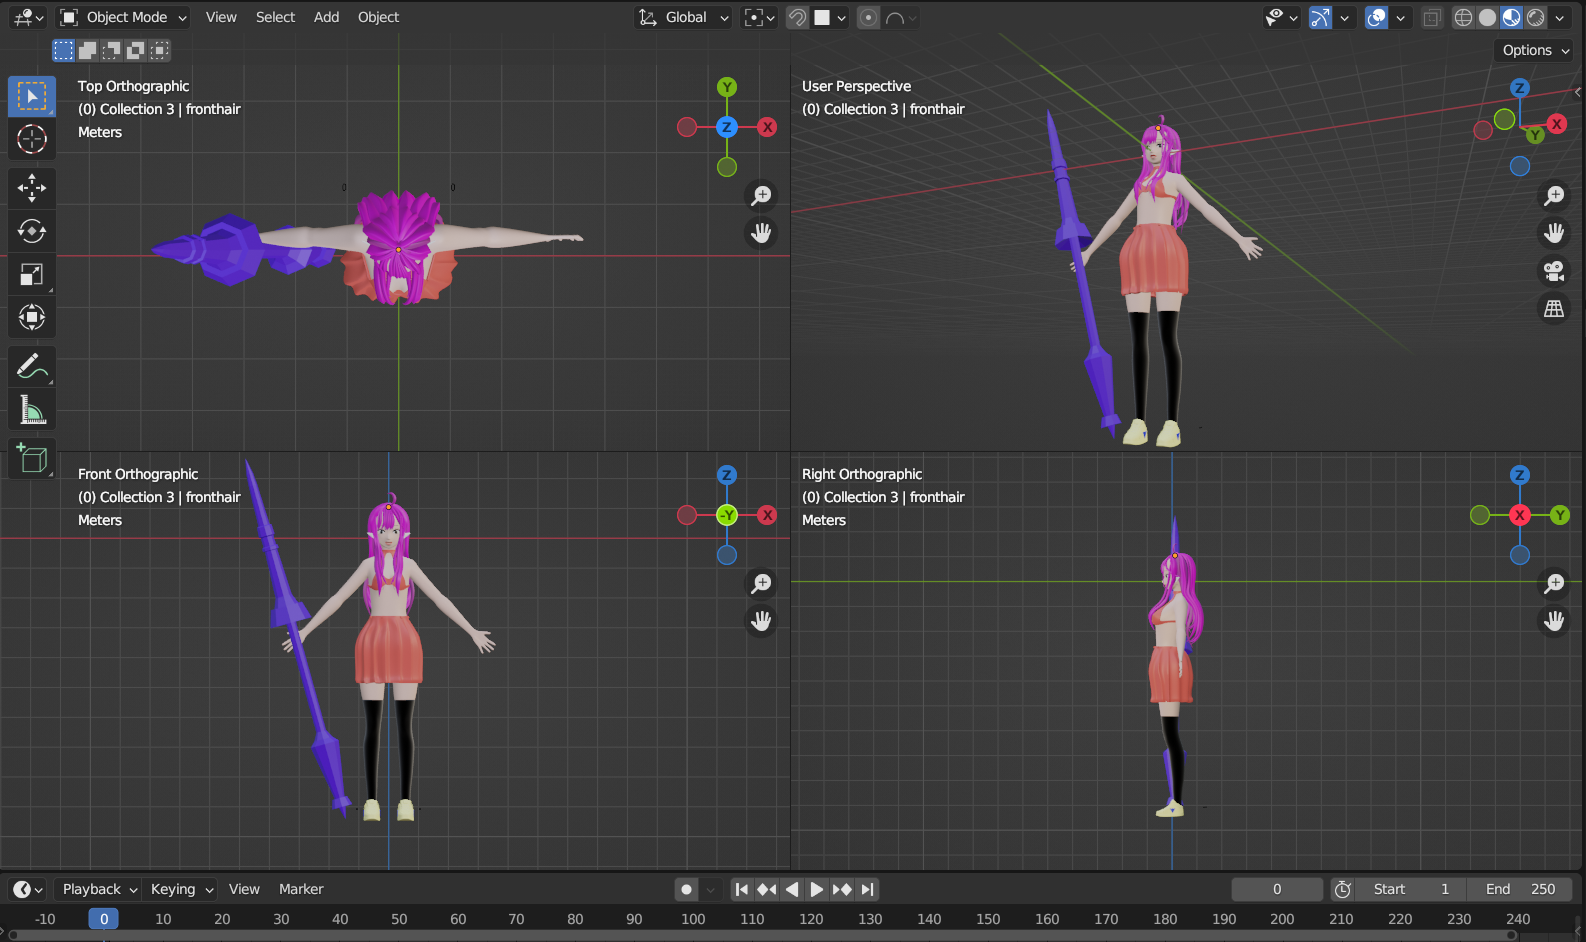 Object Mode View Select Add Object Global
Options
Top Orthographic
(0) Collection 3 | fronthair
Meters
Y
Z
X
User Perspective
(0) Collection 3 | fronthair
Z
X
Y
Front Orthographic
(0) Collection 3 | fronthair
Meters
Z
-Y
X
Right Orthographic
(0) Collection 3 | fronthair
Meters
Z
X
Y
Playback Keying View Marker 0 Start 1 End 250
-10 0 10 20 30 40 50 60 70 80 90 100 110 120 130 140 150 160 170 180 190 200 210 220 230 240